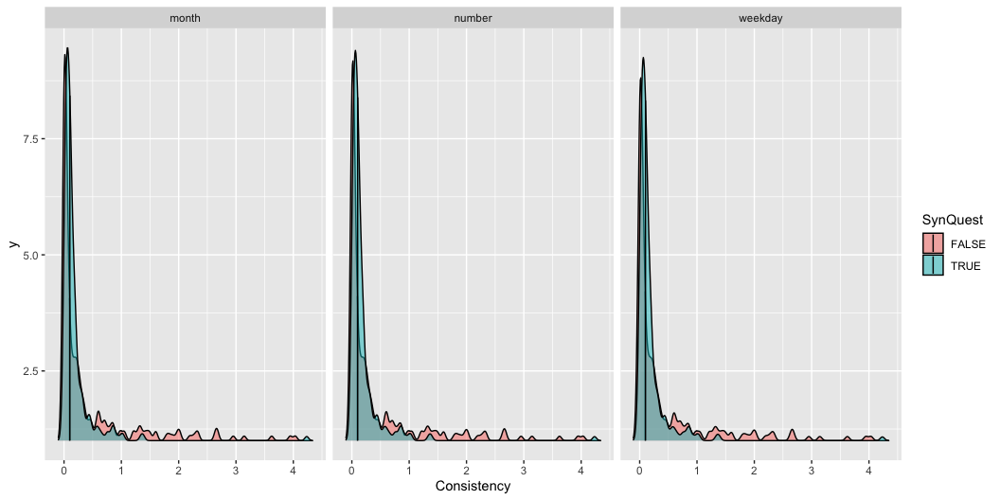 month
number
weekday
7.5
5.0
2.5
y
0 1 2 3 4
0 1 2 3 4
0 1 2 3 4
Consistency
SynQuest
FALSE
TRUE